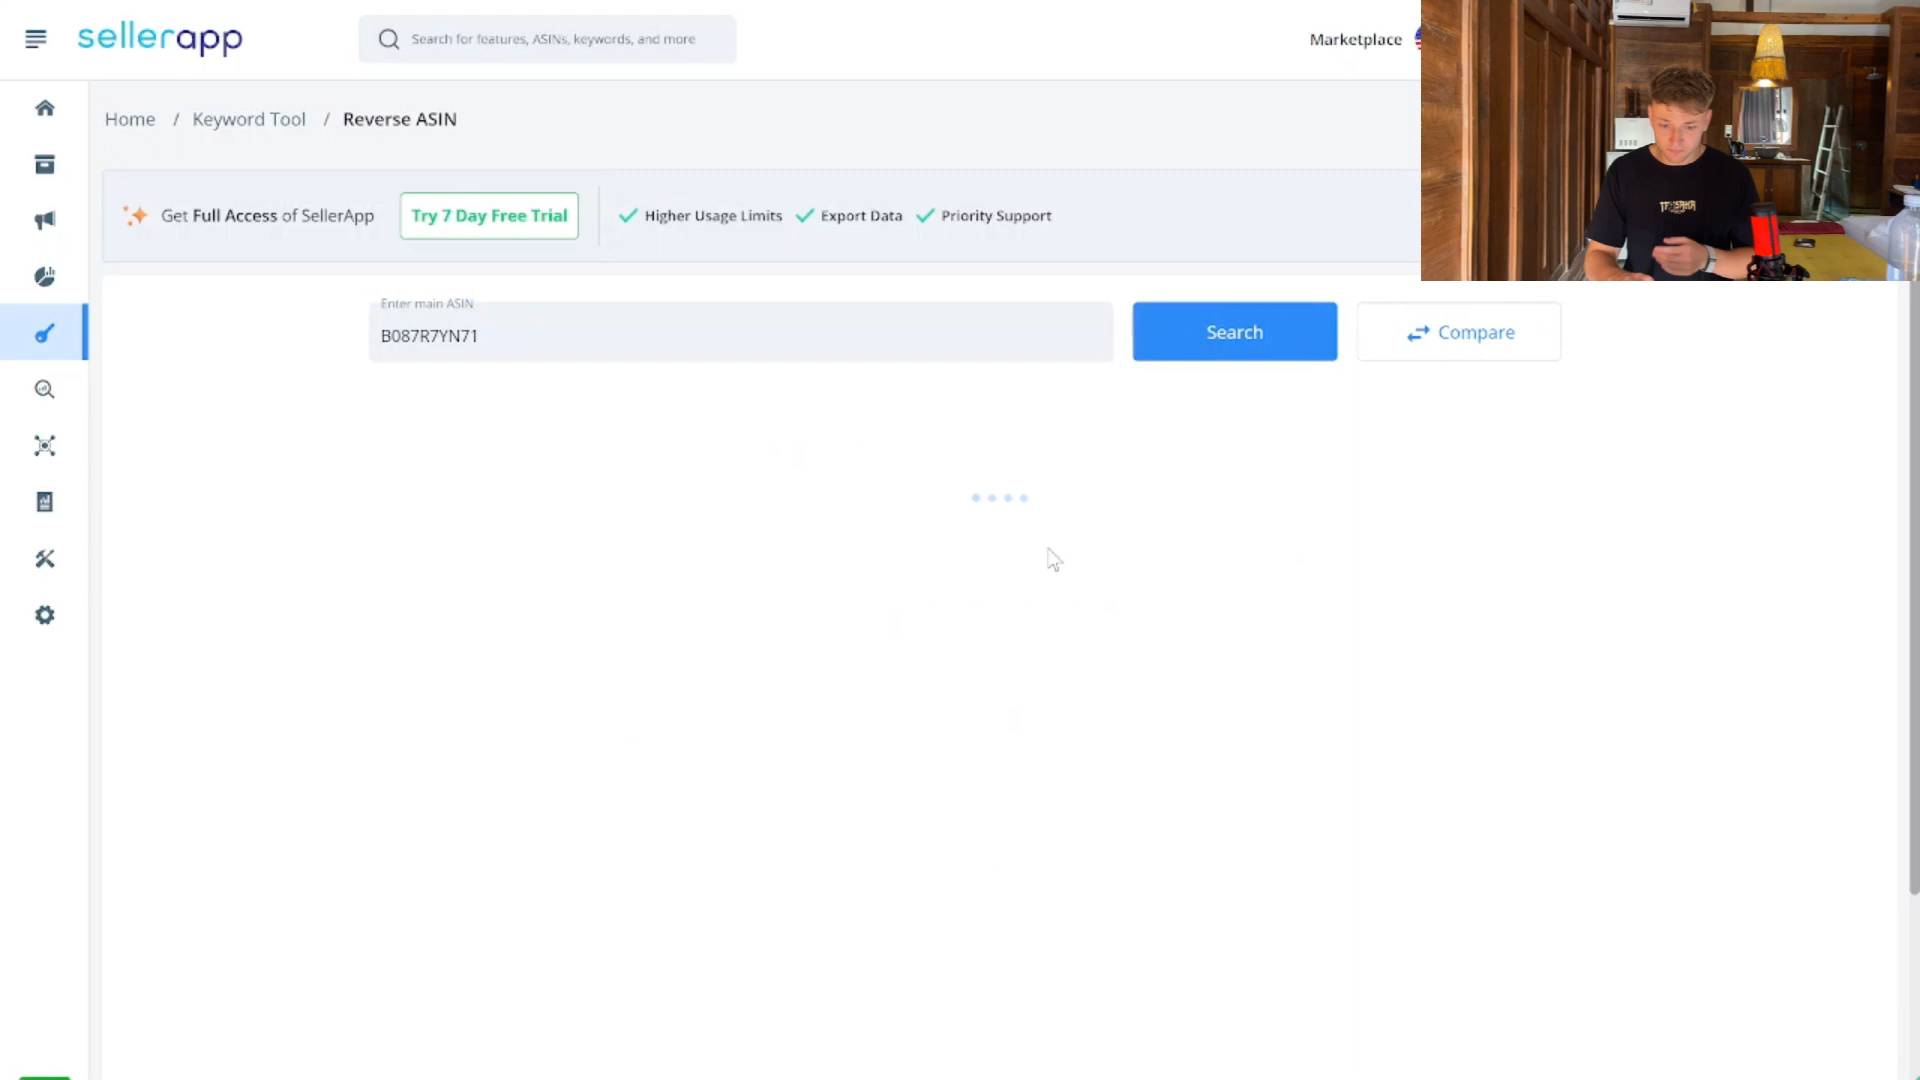 sellerapp
Search for features, ASINs, keywords, and more
Marketplace
Home / Keyword Tool / Reverse ASIN
Get Full Access of SellerApp
Try 7 Day Free Trial
Higher Usage Limits
Export Data
Priority Support
Enter main ASIN
B087R7YN71
Search
Compare